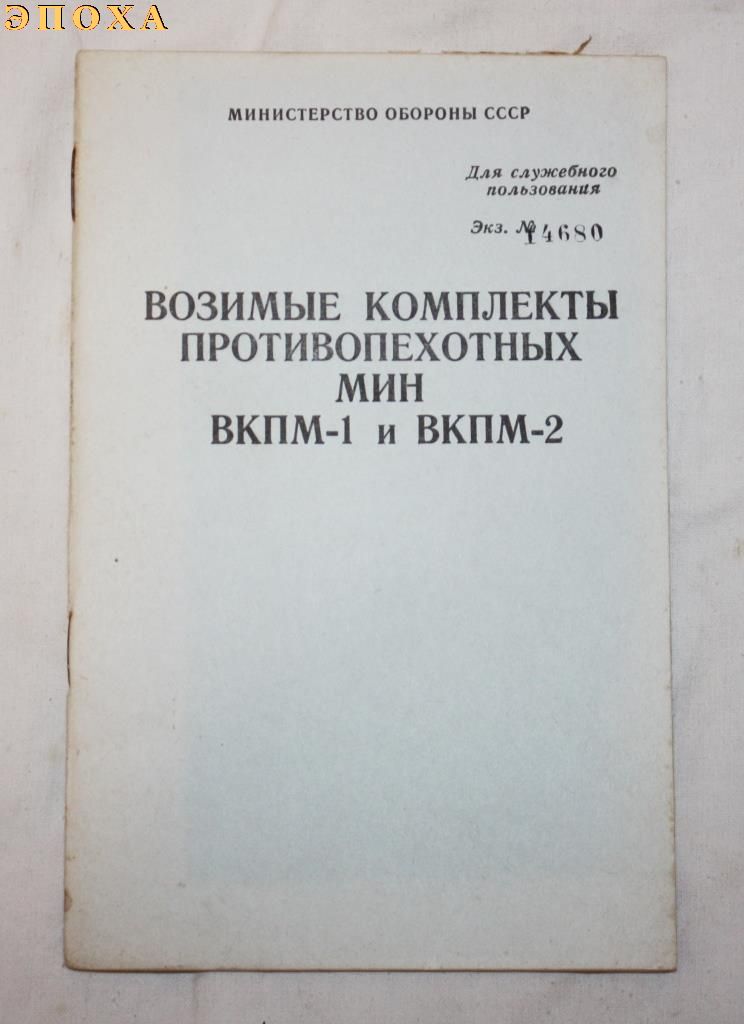 ЭПОХА
МИНИСТЕРСТВО ОБОРОНЫ СССР
Для служебного
пользования
Экз. № 14680
ВОЗИМЫЕ КОМПЛЕКТЫ
ПРОТИВОПЕХОТНЫХ
МИН
ВКПМ-1 и ВКПМ-2